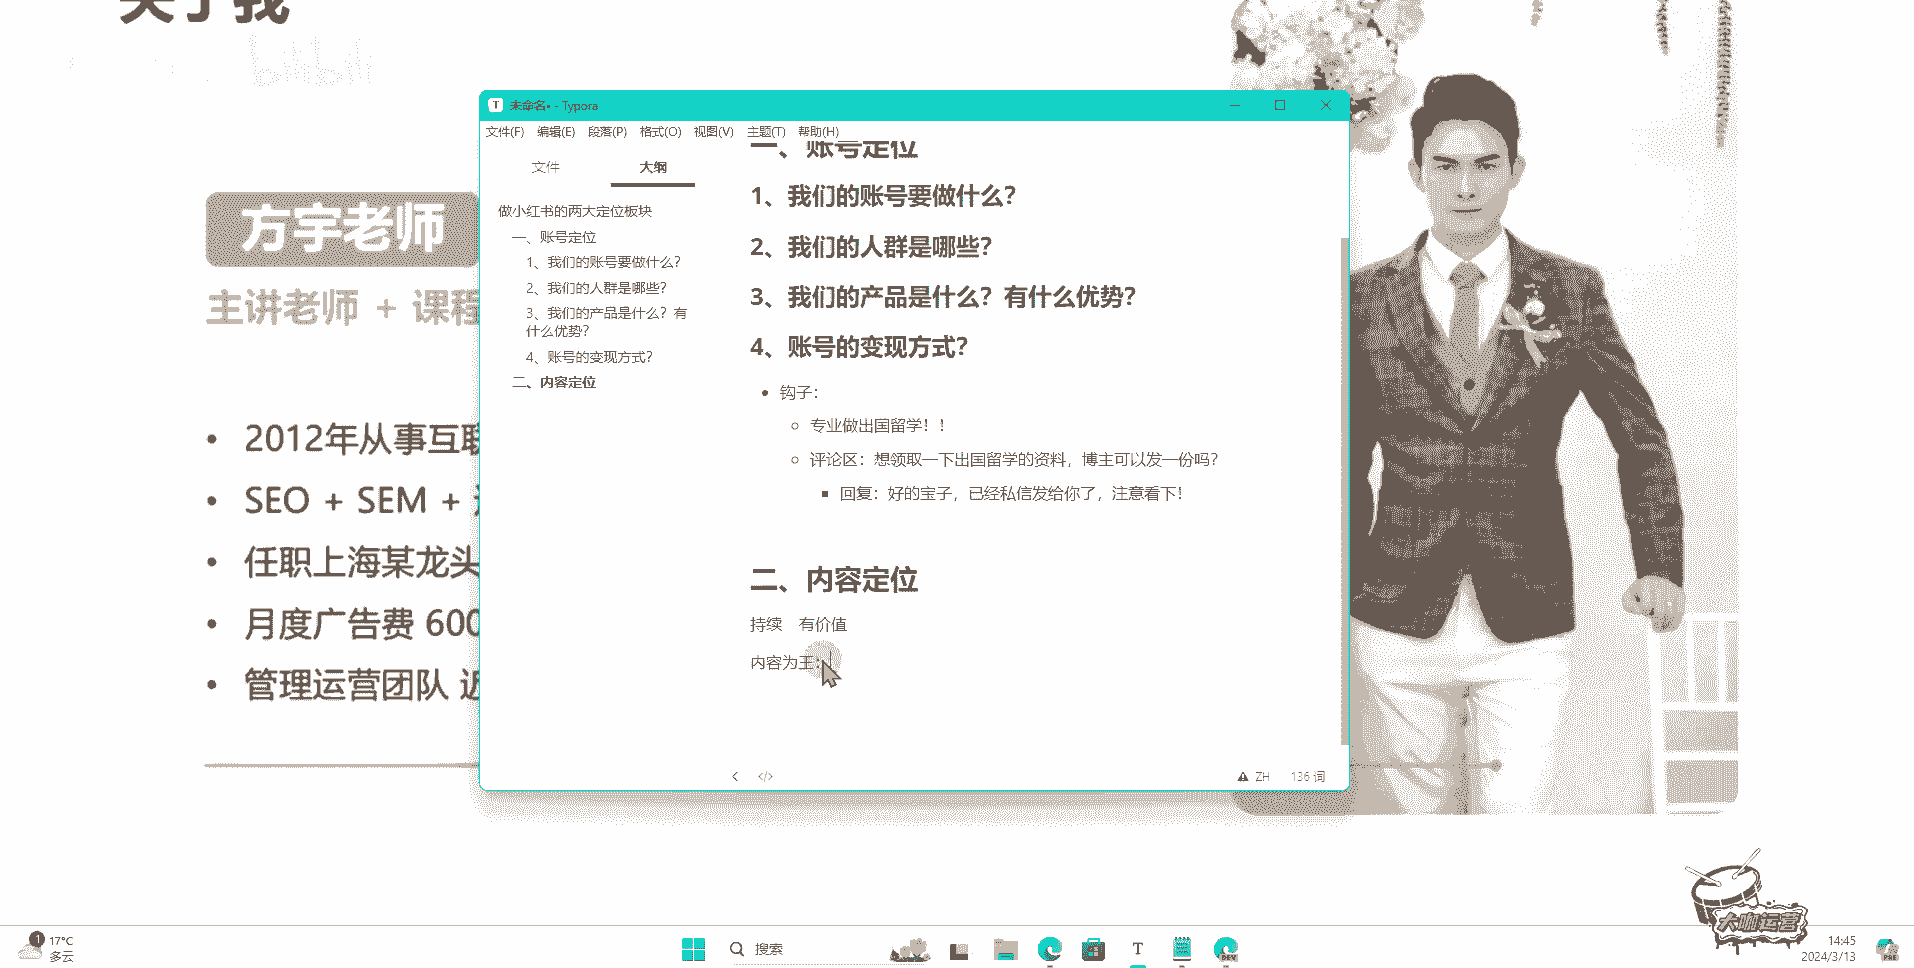 关于我
bilibili
方宇老师
主讲老师 + 课程
2012年从事互联
SEO + SEM +
任职上海某龙头
月度广告费 600
管理运营团队 近
未命名• - Typora
文件(F) 编辑(E) 段落(P) 格式(O) 视图(V) 主题(T) 帮助(H)
文件 大纲
做小红书的两大定位板块
一、账号定位
1、我们的账号要做什么？
2、我们的人群是哪些？
3、我们的产品是什么？有
什么优势？
4、账号的变现方式？
二、内容定位
一、账号定位
1、我们的账号要做什么？
2、我们的人群是哪些？
3、我们的产品是什么？有什么优势？
4、账号的变现方式？
钩子：
专业做出国留学！！
评论区：想领取一下出国留学的资料，博主可以发一份吗？
回复：好的宝子，已经私信发给你了，注意看下！
二、内容定位
持续 有价值
内容为王：
ZH 136 词
大咖运营
1
17°C
多云
搜索
T
DEV
14:45
2024/3/13
PRE